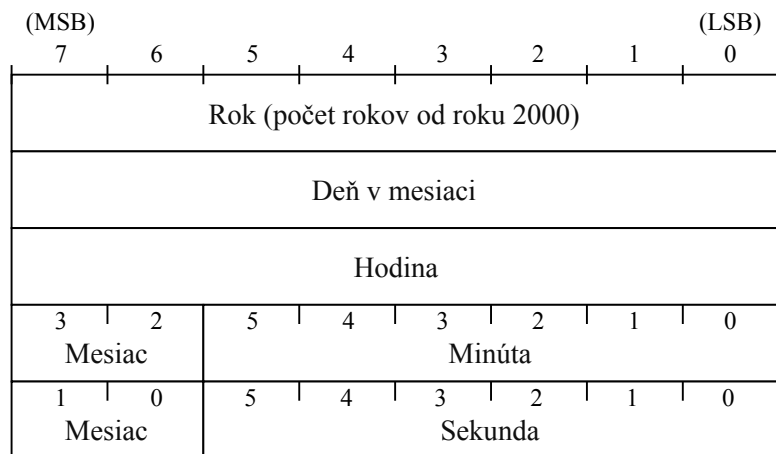 (MSB) (LSB)
7 6 5 4 3 2 1 0
Rok (počet rokov od roku 2000)
Deň v mesiaci
Hodina
3 2 5 4 3 2 1 0
Mesiac Minúta
1 0 5 4 3 2 1 0
Mesiac Sekunda